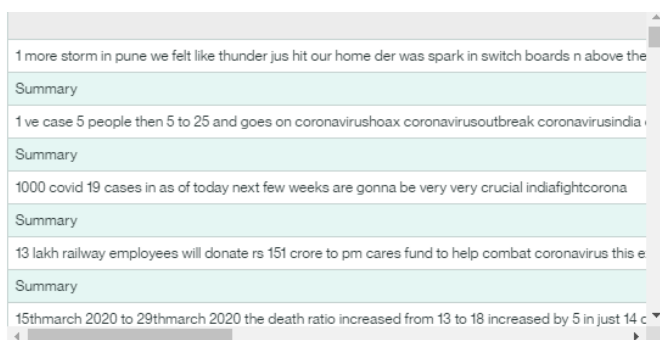 1 more storm in pune we felt like thunder jus hit our home der was spark in switch boards n above the
Summary
1 ve case 5 people then 5 to 25 and goes on coronavirushoax coronavirusoutbreak coronavirusindia
Summary
1000 covid 19 cases in as of today next few weeks are gonna be very very crucial indiafightcorona
Summary
13 lakh railway employees will donate rs 151 crore to pm cares fund to help combat coronavirus this e
Summary
15thmarch 2020 to 29thmarch 2020 the death ratio increased from 13 to 18 increased by 5 in just 14